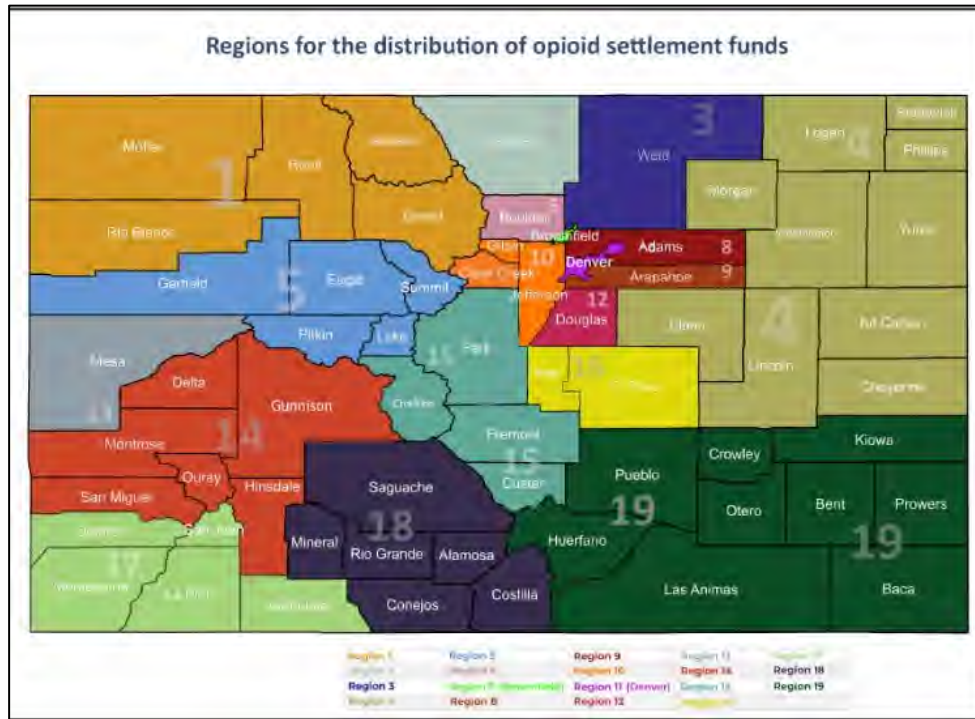 Regions for the distribution of opioid settlement funds
Moffat
Routt
Weld
3
Logan
4
Phillips
1
Morgan
Yuma
Rio Blanco
Grand
Boulder
Broomfield
Gilpin
10
Clear Creek
Adams
8
Denver
Arapahoe
9
Garfield
5
Eagle
Summit
Jefferson
12
Douglas
Elbert
4
Kit Carson
Pitkin
Lake
Park
Lincoln
Mesa
Cheyenne
Delta
Gunnison
Chaffee
Montrose
14
Fremont
Kiowa
Crowley
Pueblo
15
Custer
Ouray
Hinsdale
Saguache
San Miguel
Otero
Bent
Prowers
19
18
Mineral
Rio Grande
Alamosa
Huerfano
19
San Juan
17
Las Animas
Baca
Costilla
Conejos
Region 1
Region 5
Region 9
Region 10
Region 14
Region 18
Region 3
Region 11 (Denver)
Region 19
Region 8
Region 12